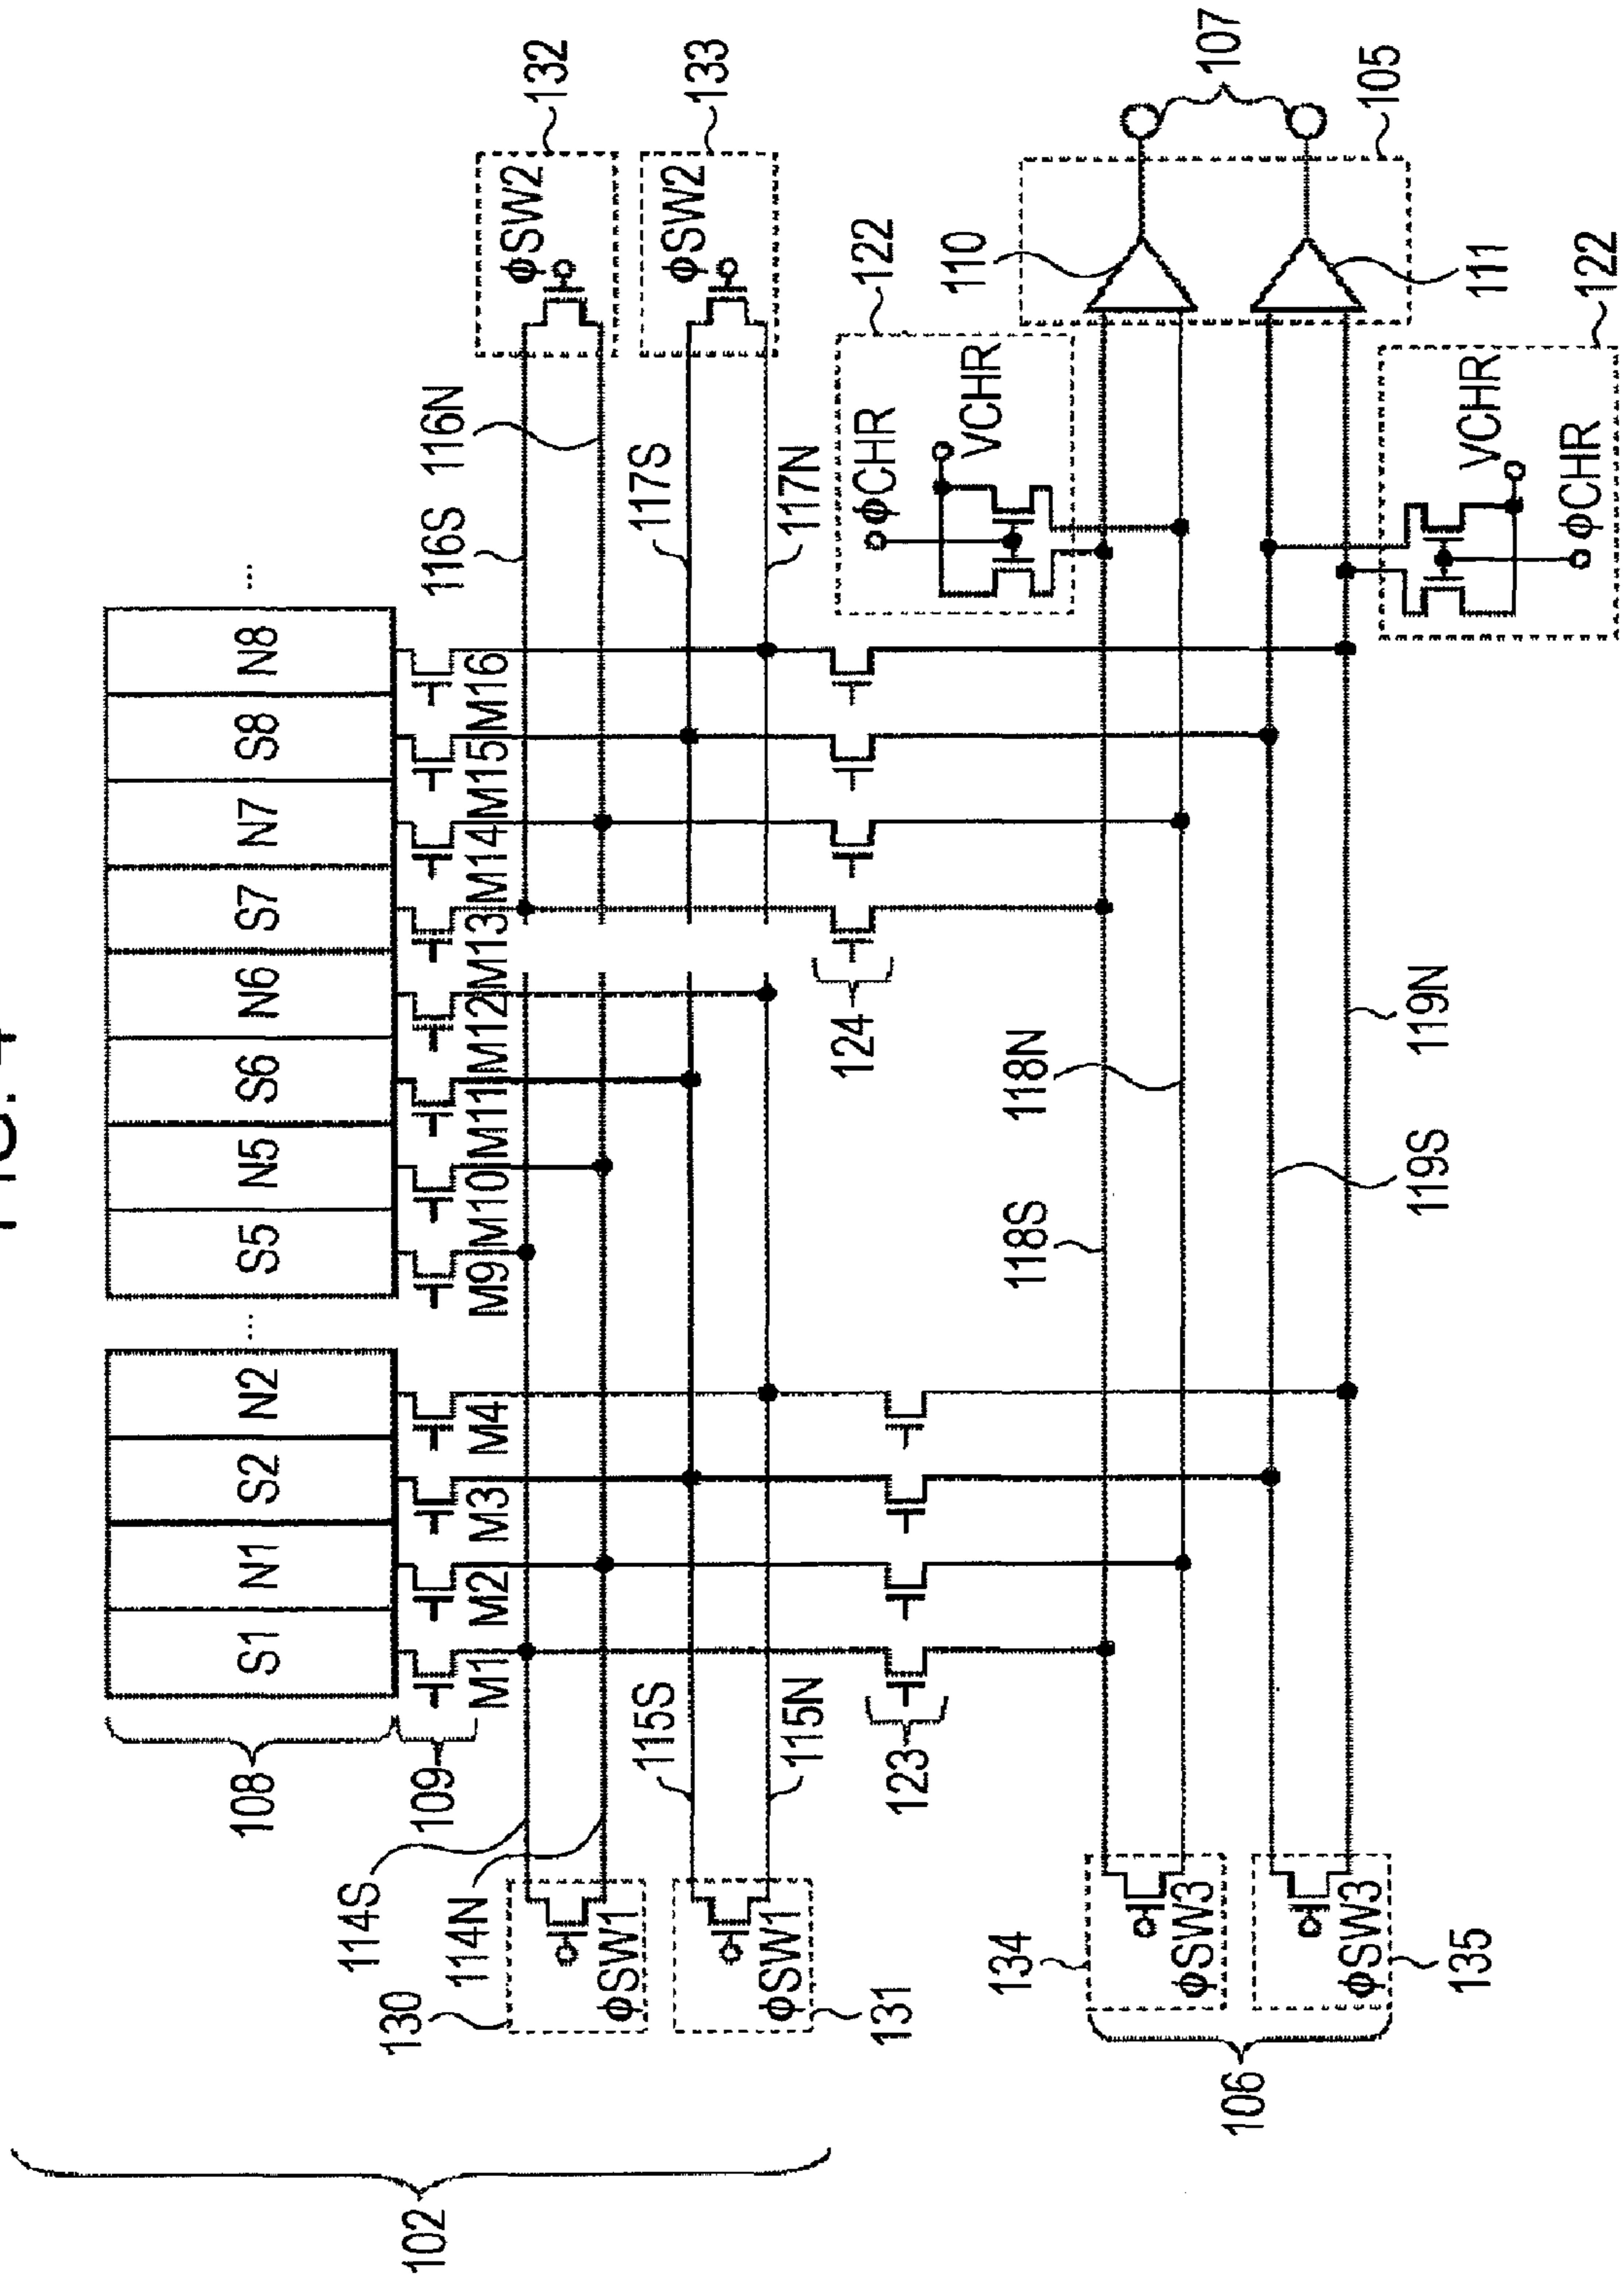 FIG. 4
102
108
109
S1
N1
S2
N2
...
S5
N5
S6
N6
S7
N7
S8
N8
...
M1
M2
M3
M4
M9
M10
M11
M12
M13
M14
M15
M16
114S
114N
130
φSW1
115S
115N
131
φSW1
116S
116N
132
φSW2
117S
117N
133
φSW2
123
124
122
φCHR
VCHR
110
107
105
118S
118N
134
φSW3
106
119S
119N
135
φSW3
111
122
VCHR
φCHR